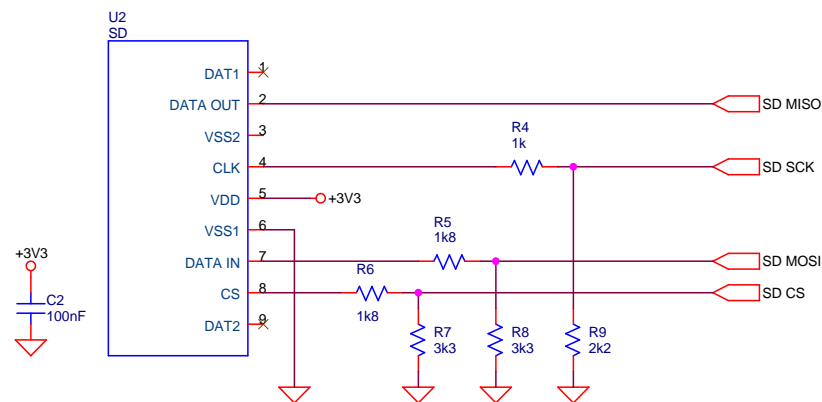 U2
SD
DAT1 1
DATA OUT 2 SD MISO
VSS2 3
R4
1k
CLK 4 SD SCK
VDD 5 +3V3
VSS1 6
R5
1k8
DATA IN 7 SD MOSI
R6
1k8
CS 8 SD CS
DAT2 9
+3V3
C2
100nF
R7
3k3
R8
3k3
R9
2k2